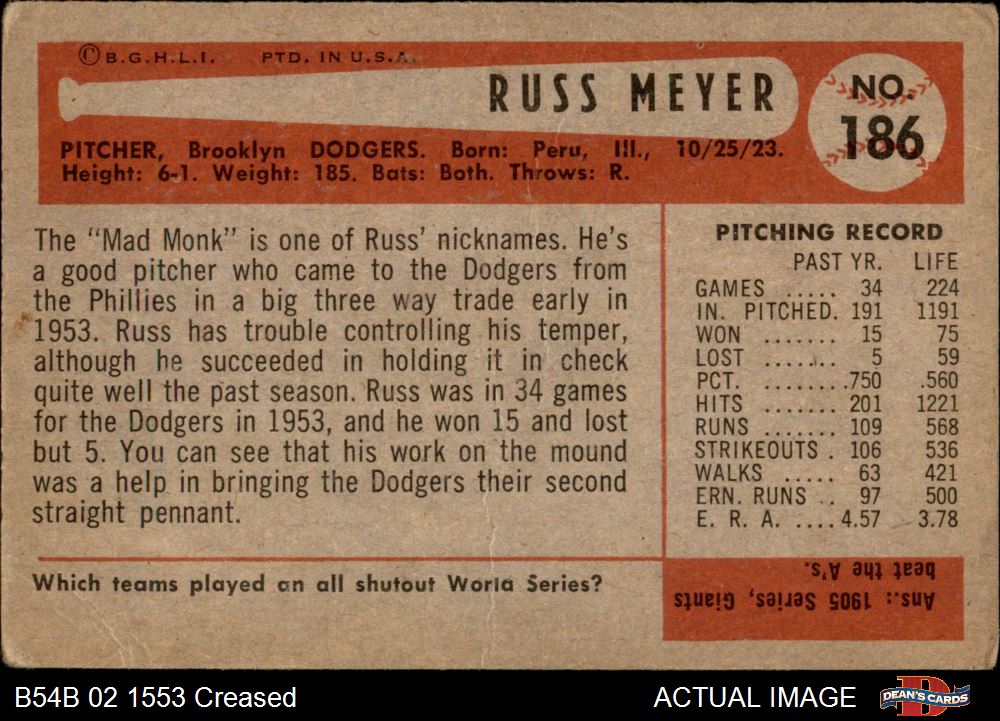 © B.G.H.L.I. PTD. IN U.S.A.
RUSS MEYER
NO.
186
PITCHER, Brooklyn DODGERS. Born: Peru, Ill., 10/25/23.
Height: 6-1. Weight: 185. Bats: Both. Throws: R.
The "Mad Monk" is one of Russ' nicknames. He's
a good pitcher who came to the Dodgers from
the Phillies in a big three way trade early in
1953. Russ has trouble controlling his temper,
although he succeeded in holding it in check
quite well the past season. Russ was in 34 games
for the Dodgers in 1953, and he won 15 and lost
but 5. You can see that his work on the mound
was a help in bringing the Dodgers their second
straight pennant.
PITCHING RECORD
PAST YR. LIFE
GAMES ..... 34 224
IN. PITCHED. 191 1191
WON ....... 15 75
LOST ....... 5 59
PCT. ........ .750 .560
HITS ....... 201 1221
RUNS ....... 109 568
STRIKEOUTS . 106 536
WALKS ..... 63 421
ERN. RUNS .. 97 500
E. R. A. .... 4.57 3.78
Which teams played an all shutout World Series?
Ans.: 1905 Series, Giants
beat the A's.
B54B 02 1553 Creased
ACTUAL IMAGE
D
DEAN'S CARDS